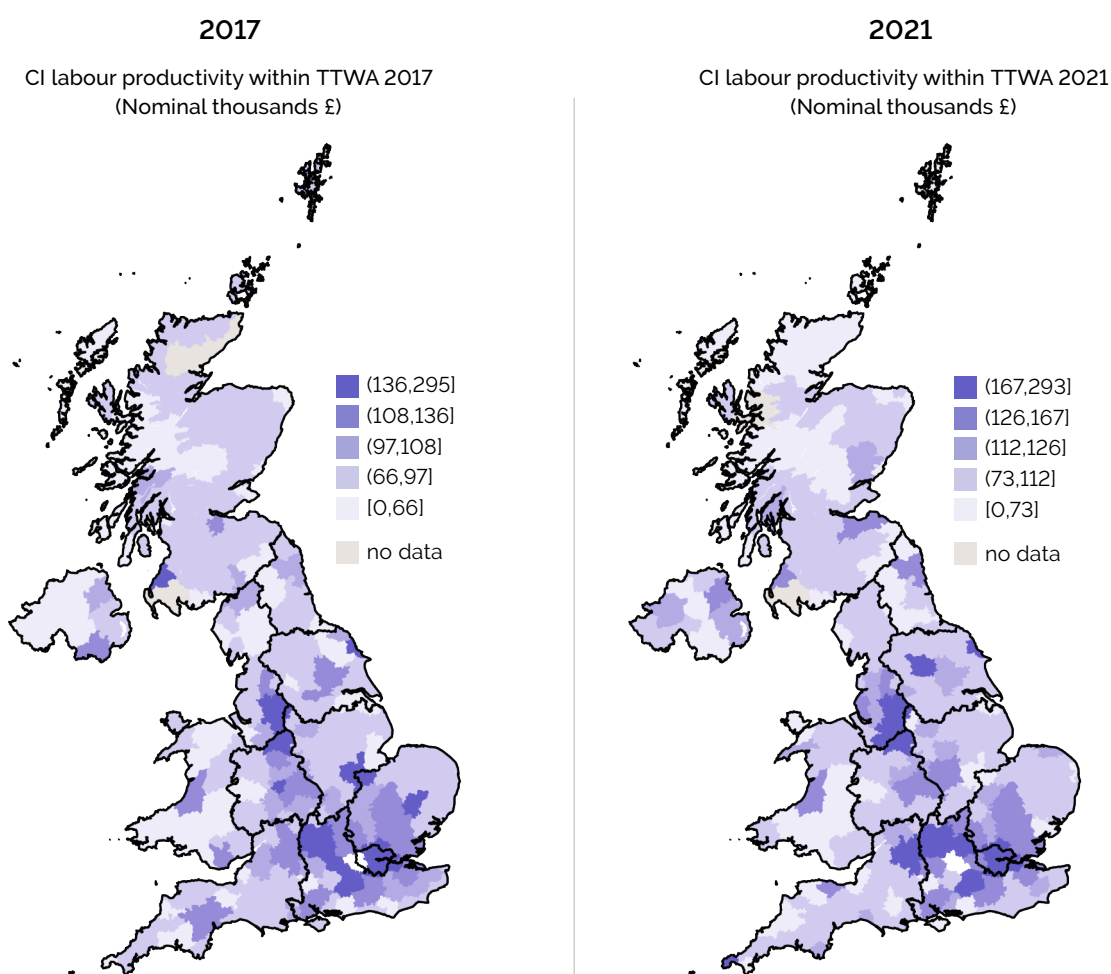 2017
CI labour productivity within TTWA 2017
(Nominal thousands £)
(136,295]
(108,136]
(97,108]
(66,97]
[0,66]
no data
2021
CI labour productivity within TTWA 2021
(Nominal thousands £)
(167,293]
(126,167]
(112,126]
(73,112]
[0,73]
no data